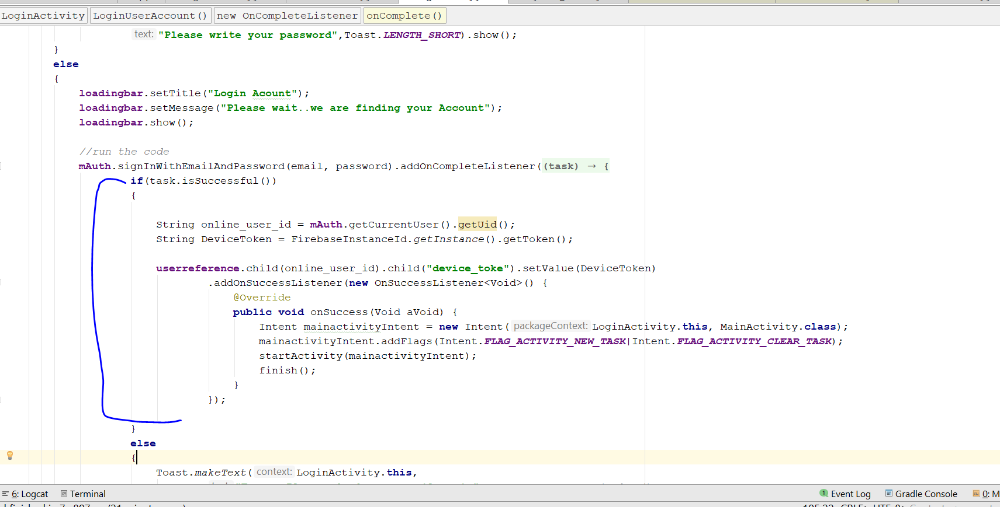 LoginActivity LoginUserAccount() new OnCompleteListener onComplete()
text: "Please write your password",Toast.LENGTH_SHORT).show();
}
else
{
loadingbar.setTitle("Login Acount");
loadingbar.setMessage("Please wait..we are finding your Account");
loadingbar.show();
//run the code
mAuth.signInWithEmailAndPassword(email, password).addOnCompleteListener((task) → {
if(task.isSuccessful())
{
String online_user_id = mAuth.getCurrentUser().getUid();
String DeviceToken = FirebaseInstanceId.getInstance().getToken();
userreference.child(online_user_id).child("device_toke").setValue(DeviceToken)
.addOnSuccessListener(new OnSuccessListener<Void>() {
@Override
public void onSuccess(Void aVoid) {
Intent mainactivityIntent = new Intent( packageContext: LoginActivity.this, MainActivity.class);
mainactivityIntent.addFlags(Intent.FLAG_ACTIVITY_NEW_TASK|Intent.FLAG_ACTIVITY_CLEAR_TASK);
startActivity(mainactivityIntent);
finish();
}
});
}
else
{
Toast.makeText( context: LoginActivity.this,
6: Logcat Terminal 1 Event Log Gradle Console 0: M